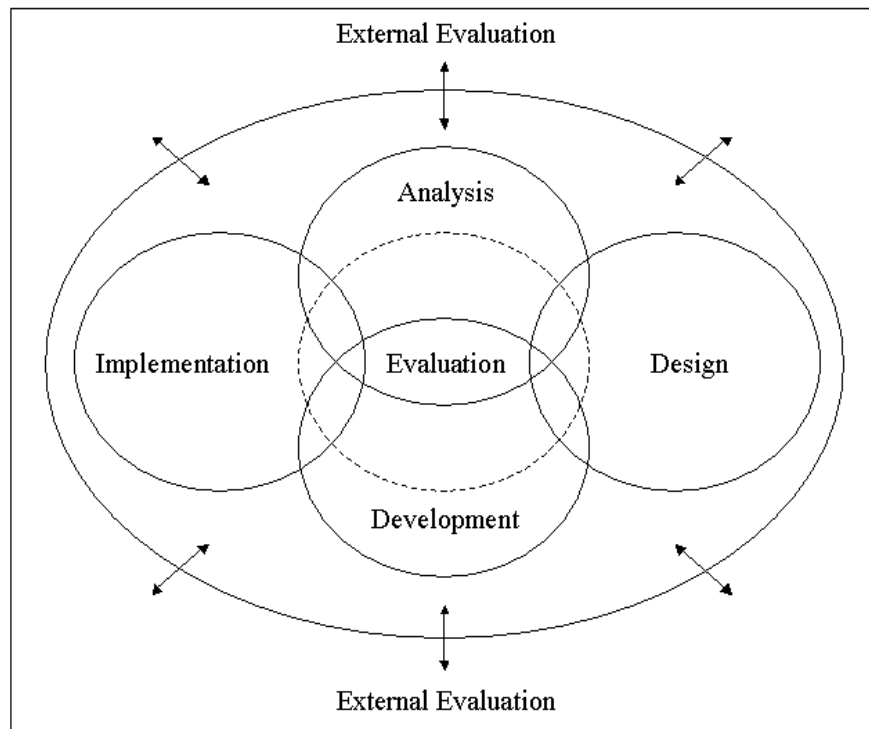 External Evaluation
Analysis
Implementation
Evaluation
Design
Development
External Evaluation